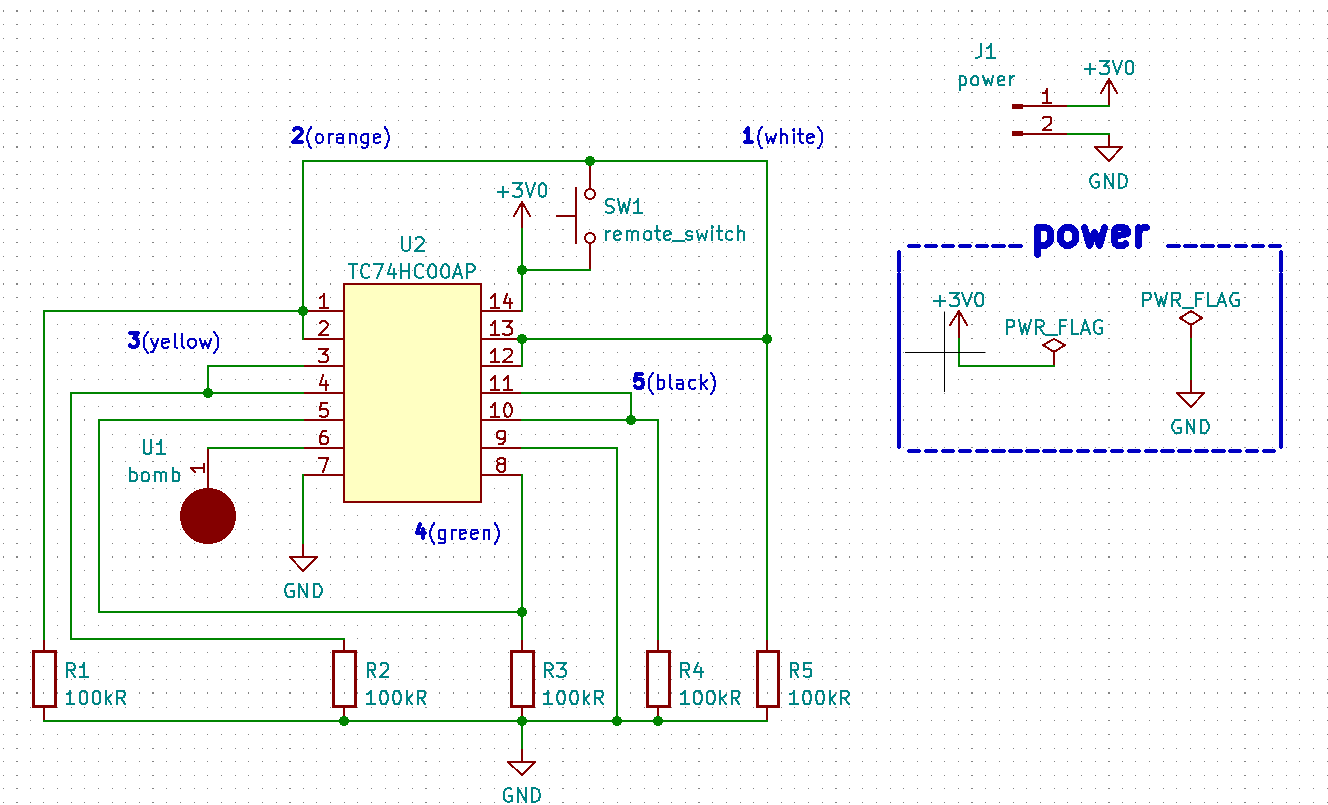 J1
power
+3V0
1
2
GND
2(orange)
1(white)
+3V0
SW1
remote_switch
U2
TC74HC00AP
1
2
3
4
5
6
7
14
13
12
11
10
9
8
3(yellow)
5(black)
U1
bomb
1
4(green)
GND
power
+3V0
PWR_FLAG
PWR_FLAG
GND
R1
100kR
R2
100kR
R3
100kR
R4
100kR
R5
100kR
GND